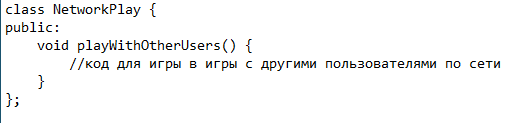 class NetworkPlay {
public:
    void playWithOtherUsers() {
        //код для игры в игры с другими пользователями по сети
    }
};